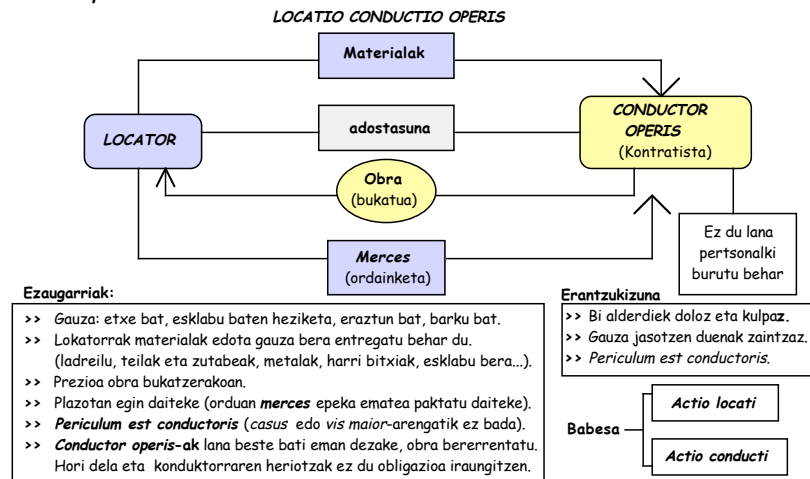 LOCATIO CONDUCTIO OPERIS
Materialak
LOCATOR
adostasuna
CONDUCTOR
OPERIS
(Kontratista)
Obra
(bukatua)
Merces
(ordainketa)
Ez du lana
pertsonalki
burutu behar
Ezaugarriak:
>> Gauza: etxe bat, esklabu baten heziketa, eraztun bat, barku bat.
>> Lokatorrak materialak edota gauza bera entregatu behar du.
(ladreilu, teilak eta zutabeak, metalak, harri bitxiak, esklabu bera...).
>> Prezioa obra bukatzerakoan.
>> Plazotan egin daiteke (orduan merces epeka ematea paktatu daiteke).
>> Periculum est conductoris (casus edo vis maior-arengatik ez bada).
>> Conductor operis-ak lana beste bati eman dezake, obra bererrentatu.
Hori dela eta konduktorraren heriotzak ez du obligazioa iraungitzen.
Erantzukizuna
>> Bi alderdiek doloz eta kulpaz.
>> Gauza jasotzen duenak zaintzaz.
>> Periculum est conductoris.
Babesa
Actio locati
Actio conducti